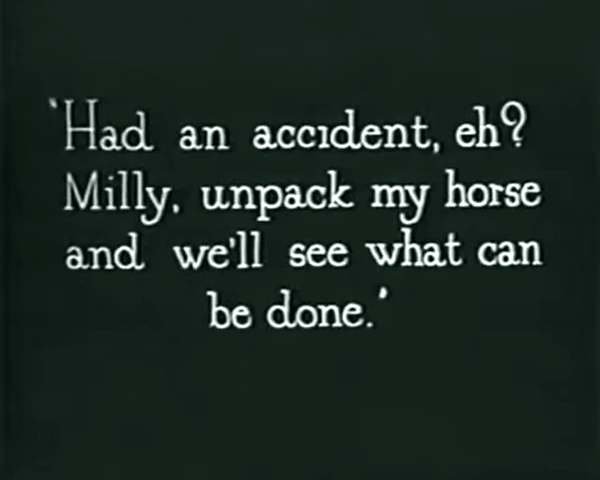 'Had an accident, eh?
Milly, unpack my horse
and we'll see what can
be done.'